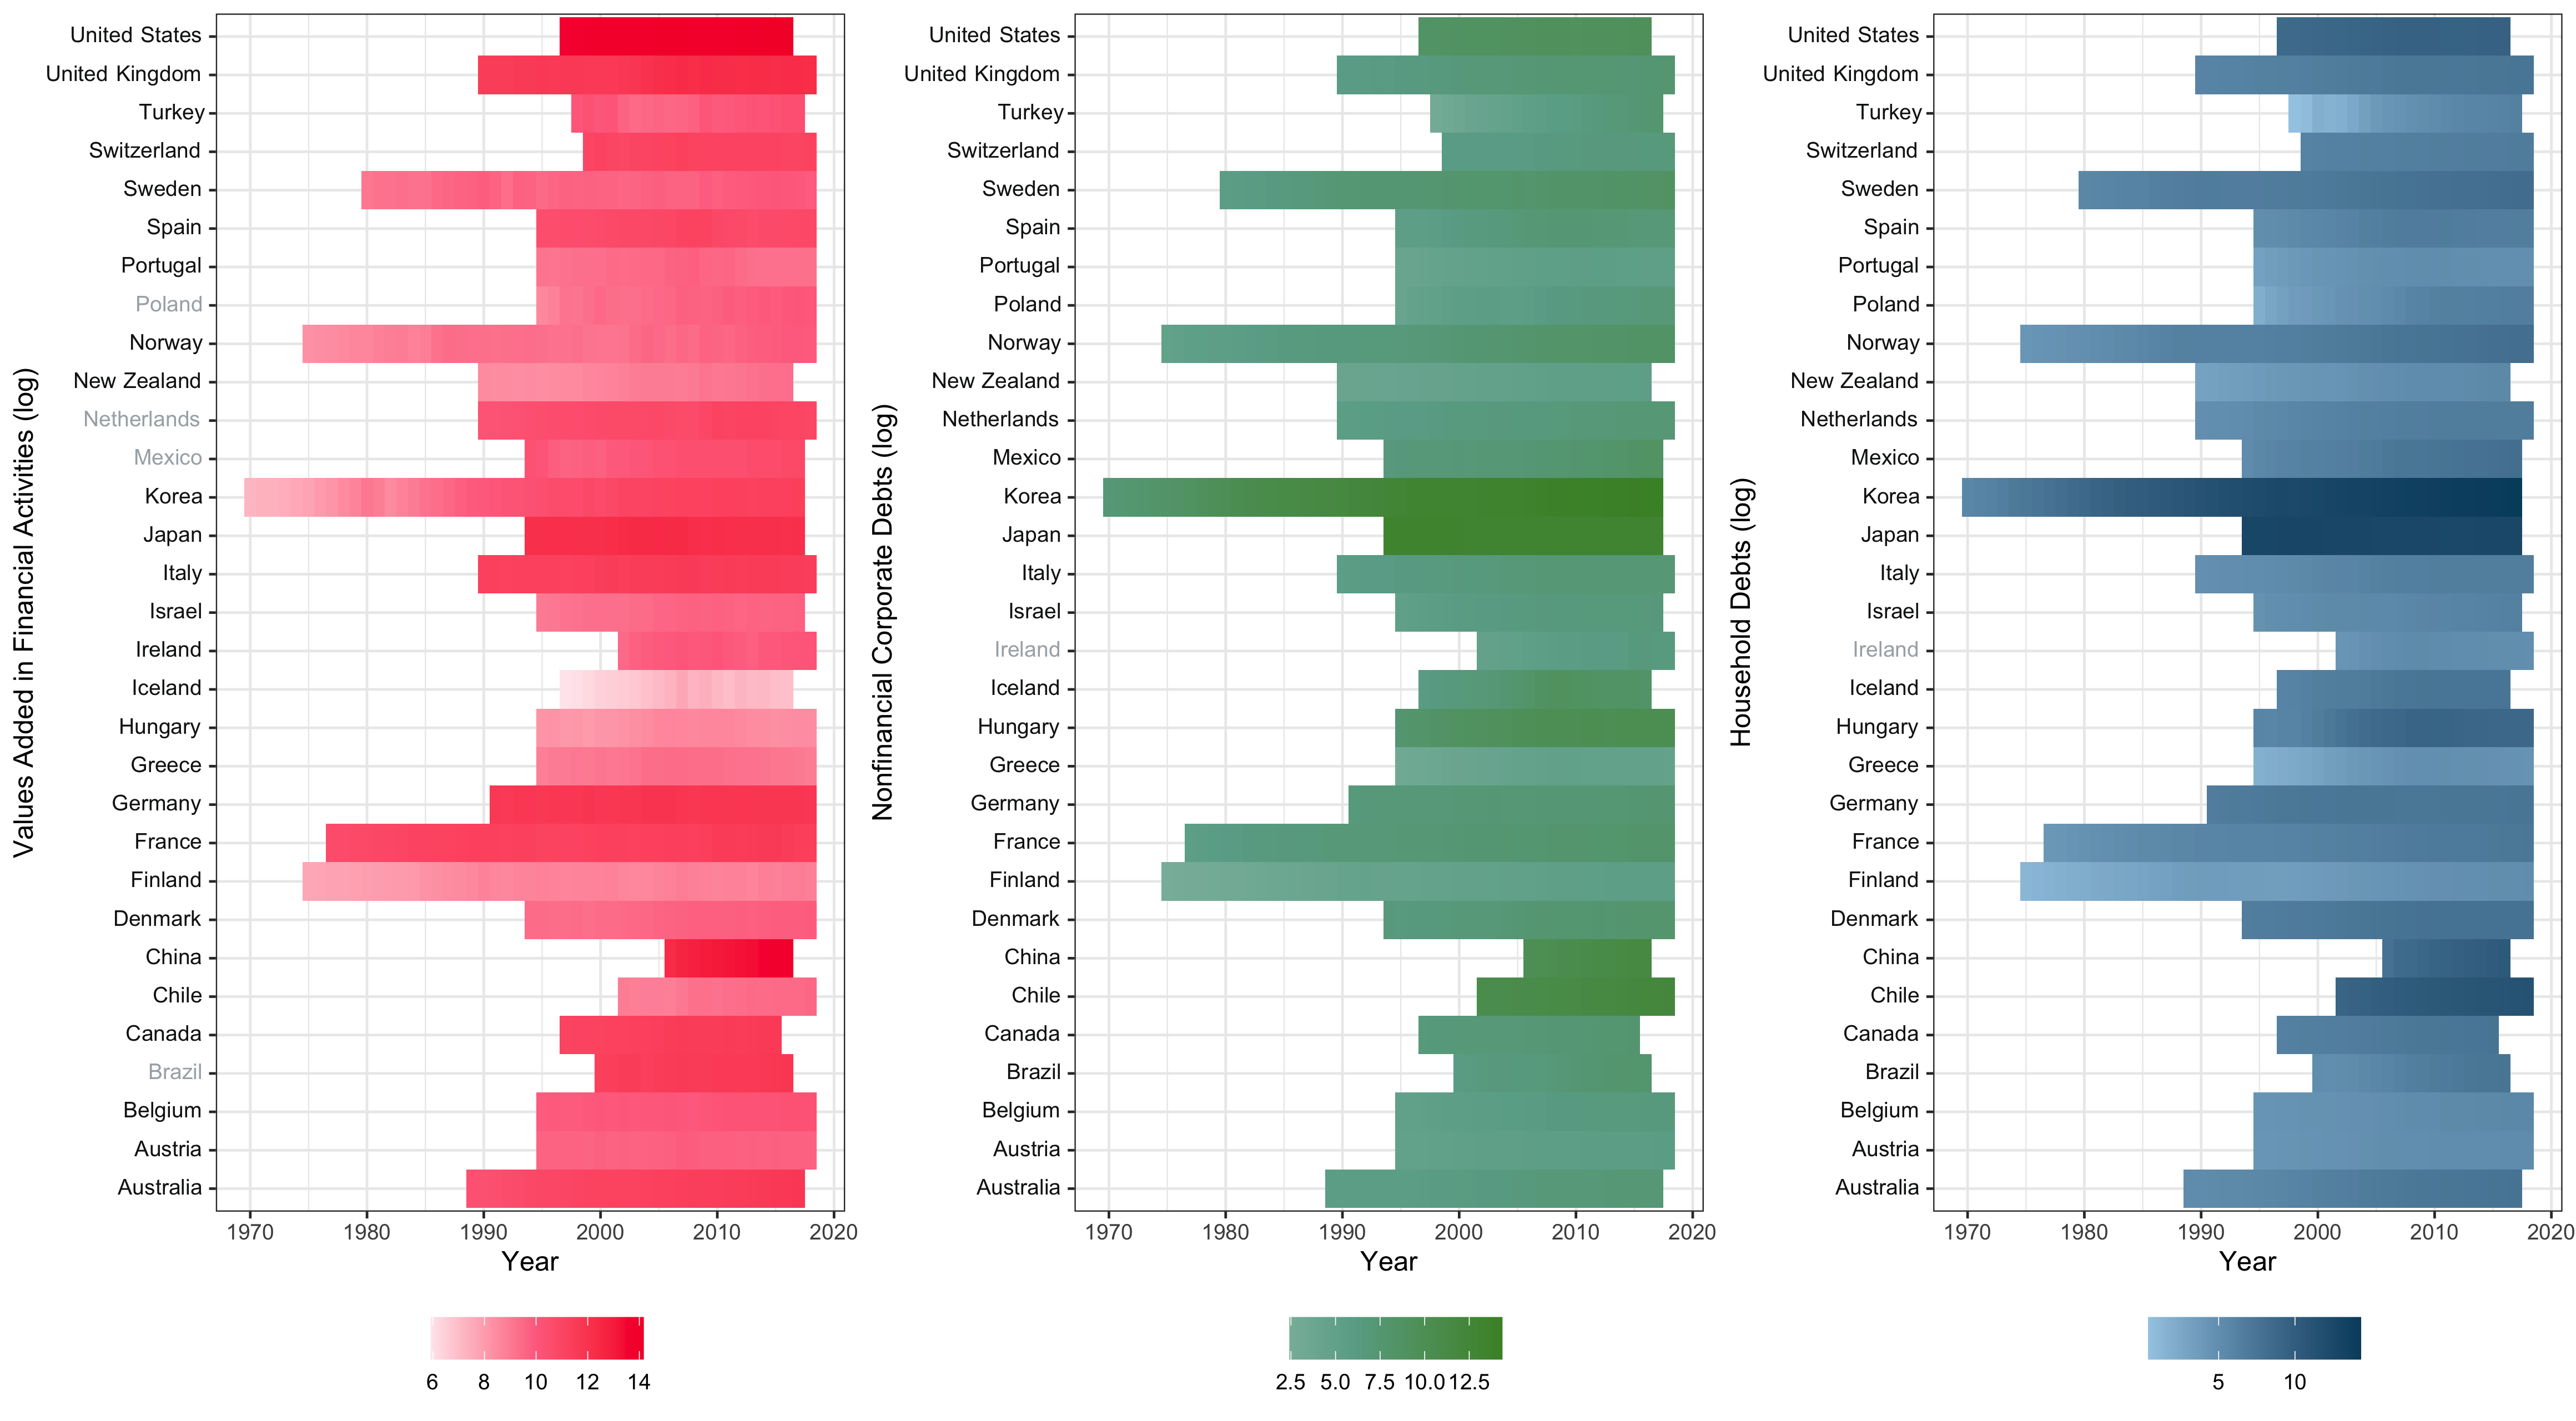 Values Added in Financial Activities (log)
United States
United Kingdom
Turkey
Switzerland
Sweden
Spain
Portugal
Poland
Norway
New Zealand
Netherlands
Mexico
Korea
Japan
Italy
Israel
Ireland
Iceland
Hungary
Greece
Germany
France
Finland
Denmark
China
Chile
Canada
Brazil
Belgium
Austria
Australia
1970 1980 1990 2000 2010 2020
Year
6 8 10 12 14
Nonfinancial Corporate Debts (log)
United States
United Kingdom
Turkey
Switzerland
Sweden
Spain
Portugal
Poland
Norway
New Zealand
Netherlands
Mexico
Korea
Japan
Italy
Israel
Ireland
Iceland
Hungary
Greece
Germany
France
Finland
Denmark
China
Chile
Canada
Brazil
Belgium
Austria
Australia
1970 1980 1990 2000 2010 2020
Year
2.5 5.0 7.5 10.0 12.5
Household Debts (log)
United States
United Kingdom
Turkey
Switzerland
Sweden
Spain
Portugal
Poland
Norway
New Zealand
Netherlands
Mexico
Korea
Japan
Italy
Israel
Ireland
Iceland
Hungary
Greece
Germany
France
Finland
Denmark
China
Chile
Canada
Brazil
Belgium
Austria
Australia
1970 1980 1990 2000 2010 2020
Year
5 10